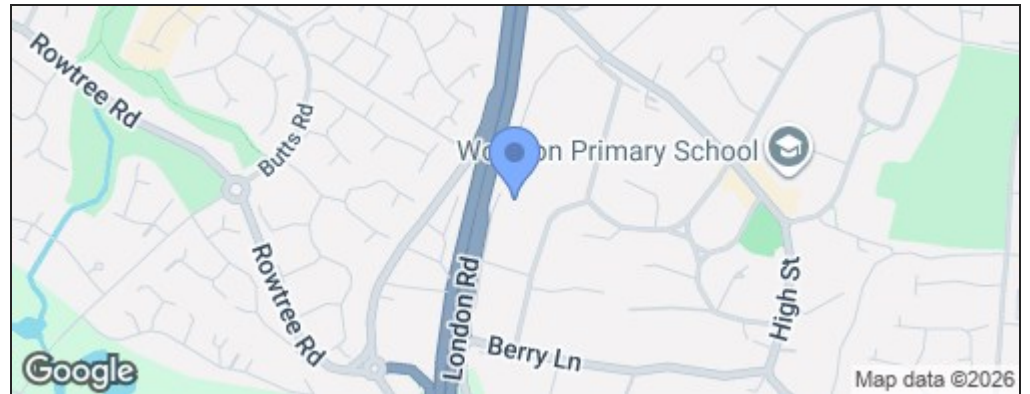 Rowtree Rd
Butts Rd
Primary School
Rowtree Rd
London Rd
High St
Berry Ln
Google
Map data ©2026